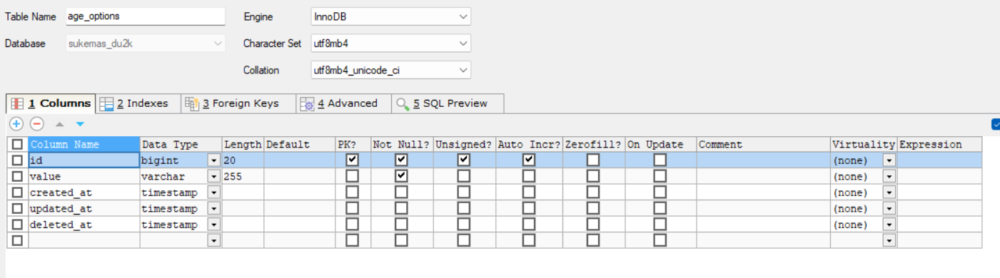 Table Name age_options Engine InnoDB
Database sukemas_du2k Character Set utf8mb4
Collation utf8mb4_unicode_ci
1 Columns 2 Indexes 3 Foreign Keys 4 Advanced 5 SQL Preview
Column Name Data Type Length Default PK? Not Null? Unsigned? Auto Incr? Zerofill? On Update Comment Virtuality Expression
id bigint 20 (none)
value varchar 255 (none)
created_at timestamp (none)
updated_at timestamp (none)
deleted_at timestamp (none)